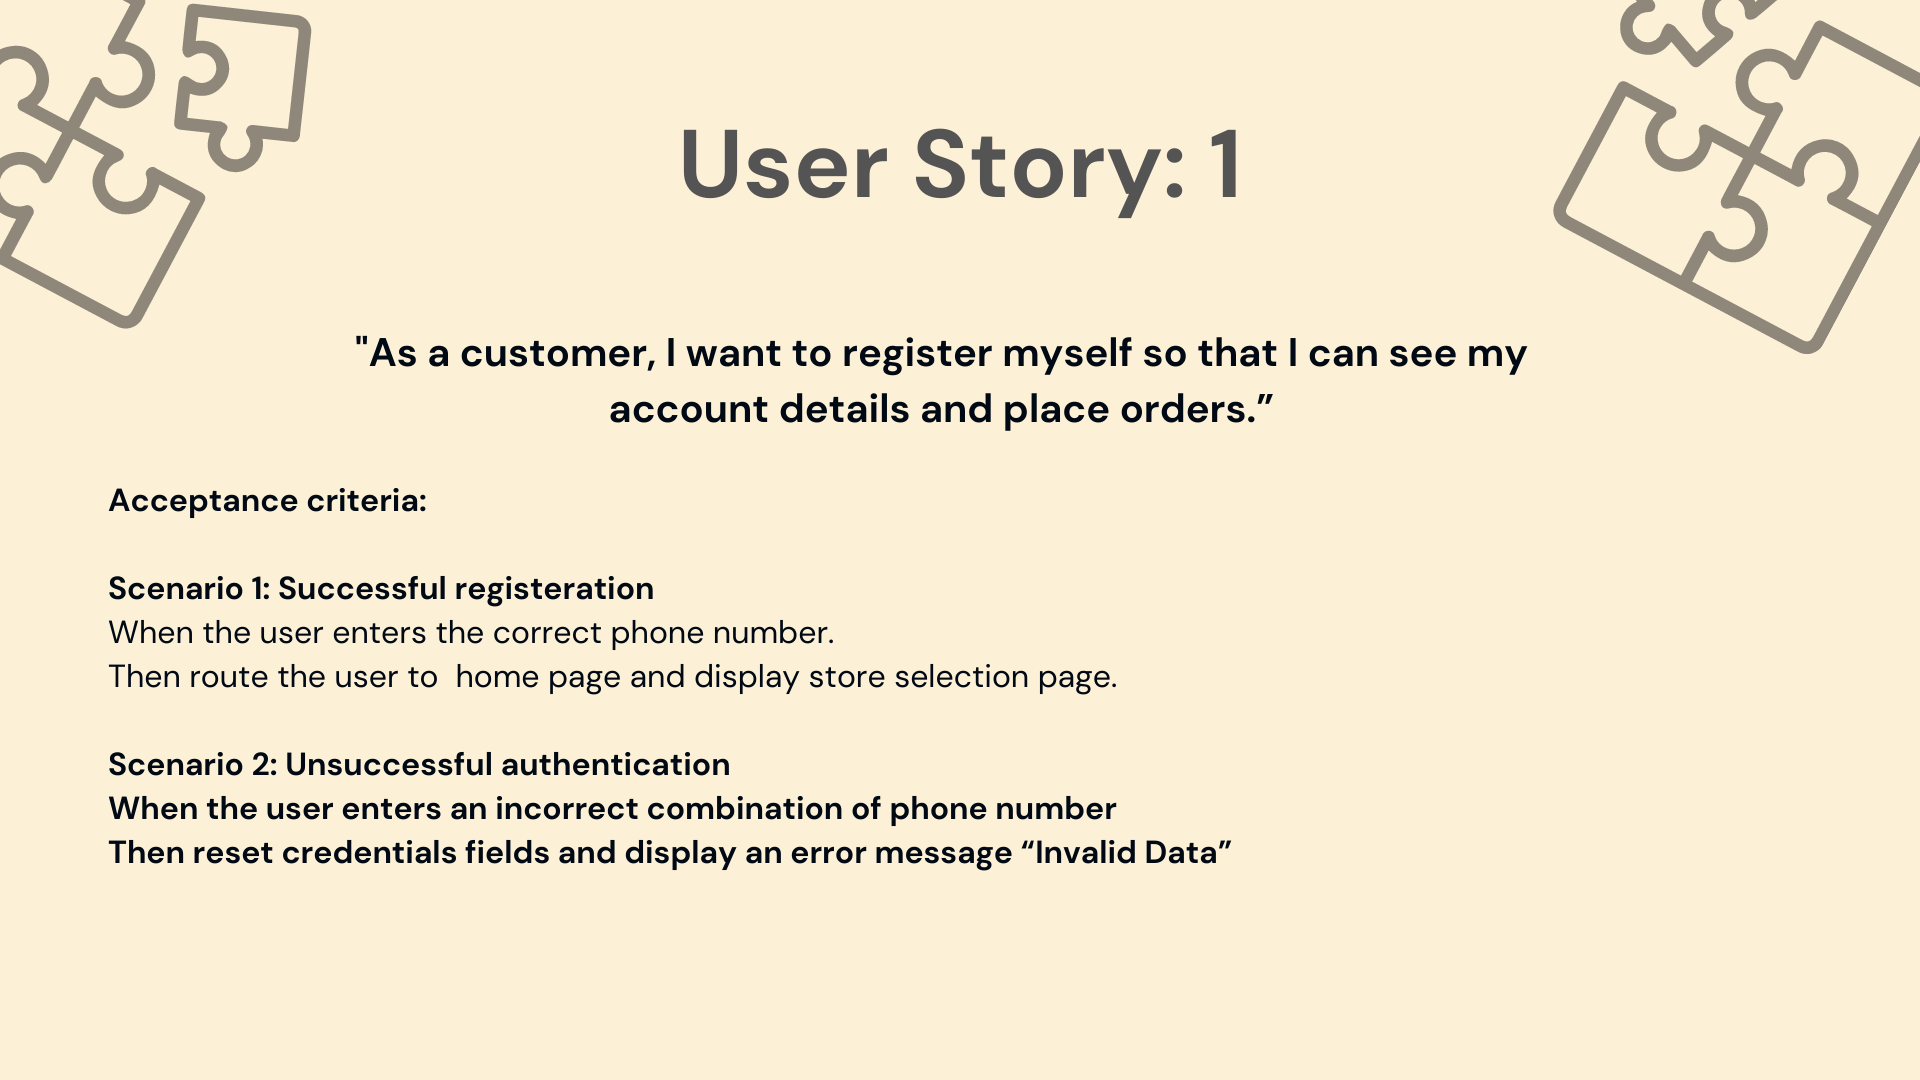 User Story: 1
"As a customer, I want to register myself so that I can see my
account details and place orders.”
Acceptance criteria:
Scenario 1: Successful registeration
When the user enters the correct phone number.
Then route the user to  home page and display store selection page.
Scenario 2: Unsuccessful authentication
When the user enters an incorrect combination of phone number
Then reset credentials fields and display an error message “Invalid Data”